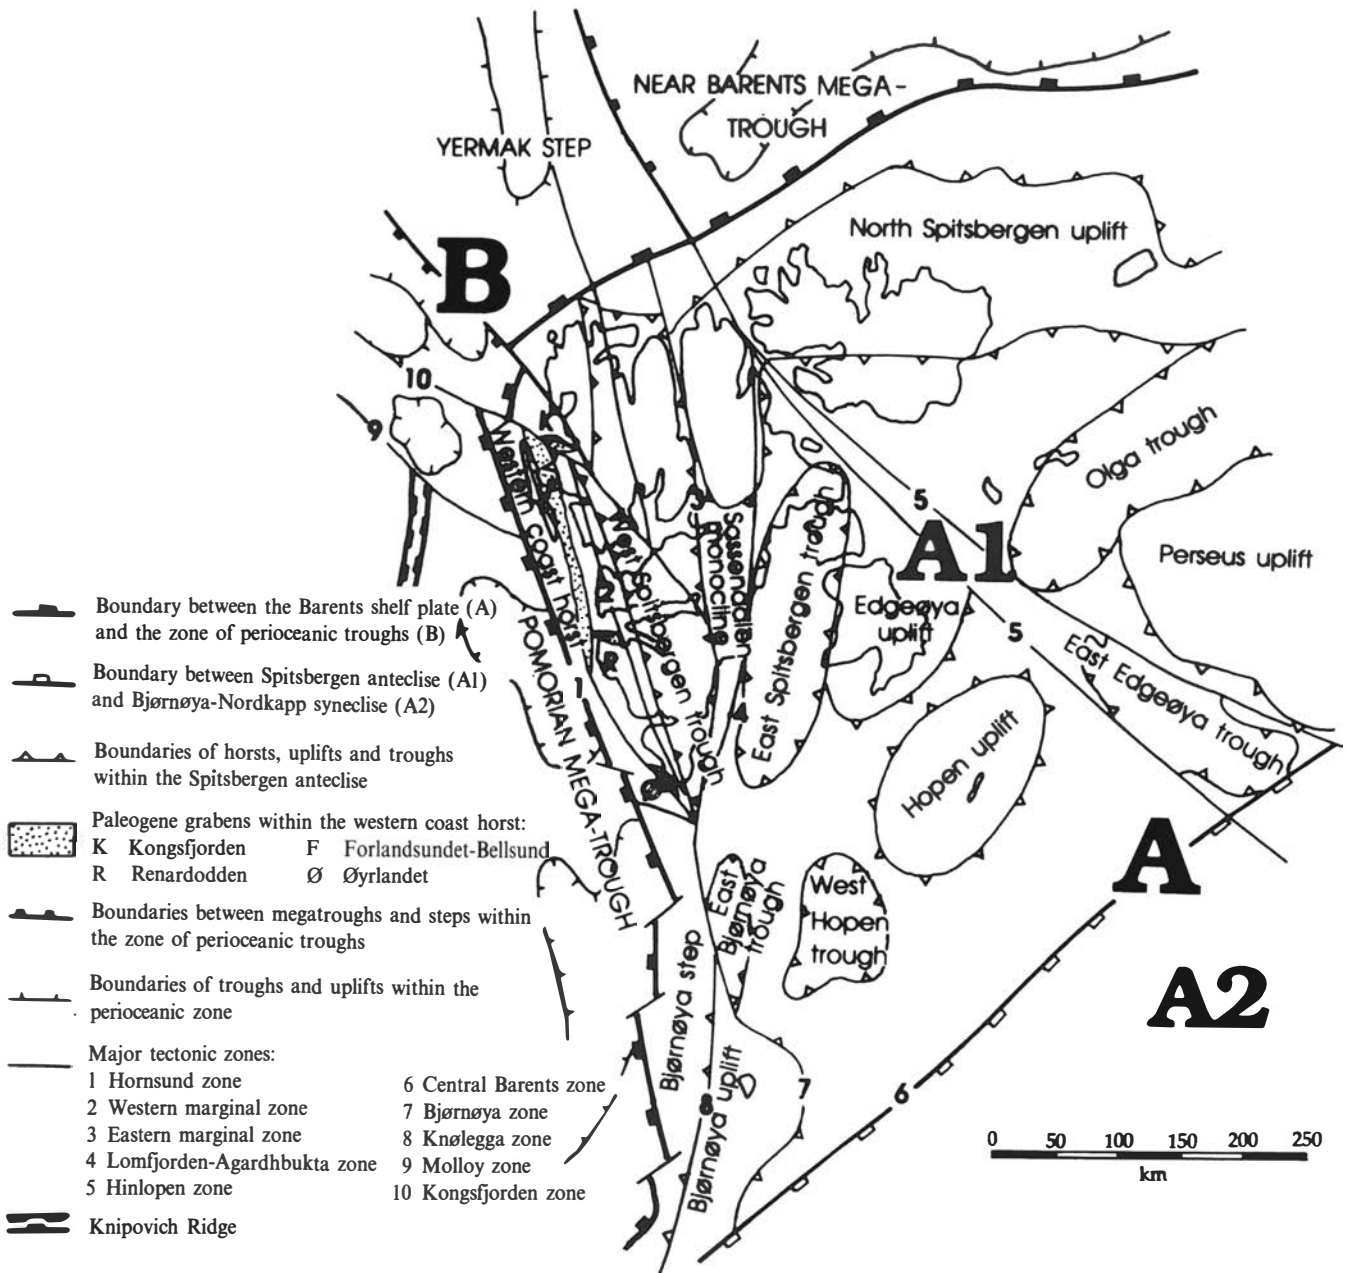 NEAR BARENTS MEGA-
TROUGH
YERMAK STEP
B
North Spitsbergen uplift
10
9
K
Western coast horst
F
3
Sassendalen
monocline
West Spitsbergen trough
2
R
East Spitsbergen trough
5
A1
Olga trough
Perseus uplift
Edgeøya
uplift
5
East Edgeøya trough
POMORIAN MEGA-TROUGH
1
4
Ø
Hopen uplift
A
East
Bjørnøya
trough
West
Hopen
trough
A2
Bjørnøya step
Bjørnøya uplift
8
7
6
Boundary between the Barents shelf plate (A)
and the zone of perioceanic troughs (B)
Boundary between Spitsbergen anteclise (A1)
and Bjørnøya-Nordkapp syneclise (A2)
Boundaries of horsts, uplifts and troughs
within the Spitsbergen anteclise
Paleogene grabens within the western coast horst:
K Kongsfjorden F Forlandsundet-Bellsund
R Renardodden Ø Øyrlandet
Boundaries between megatroughs and steps within
the zone of perioceanic troughs
Boundaries of troughs and uplifts within the
perioceanic zone
Major tectonic zones:
1 Hornsund zone
2 Western marginal zone
3 Eastern marginal zone
4 Lomfjorden-Agardhbukta zone
5 Hinlopen zone
6 Central Barents zone
7 Bjørnøya zone
8 Knølegga zone
9 Molloy zone
10 Kongsfjorden zone
Knipovich Ridge
0 50 100 150 200 250
km